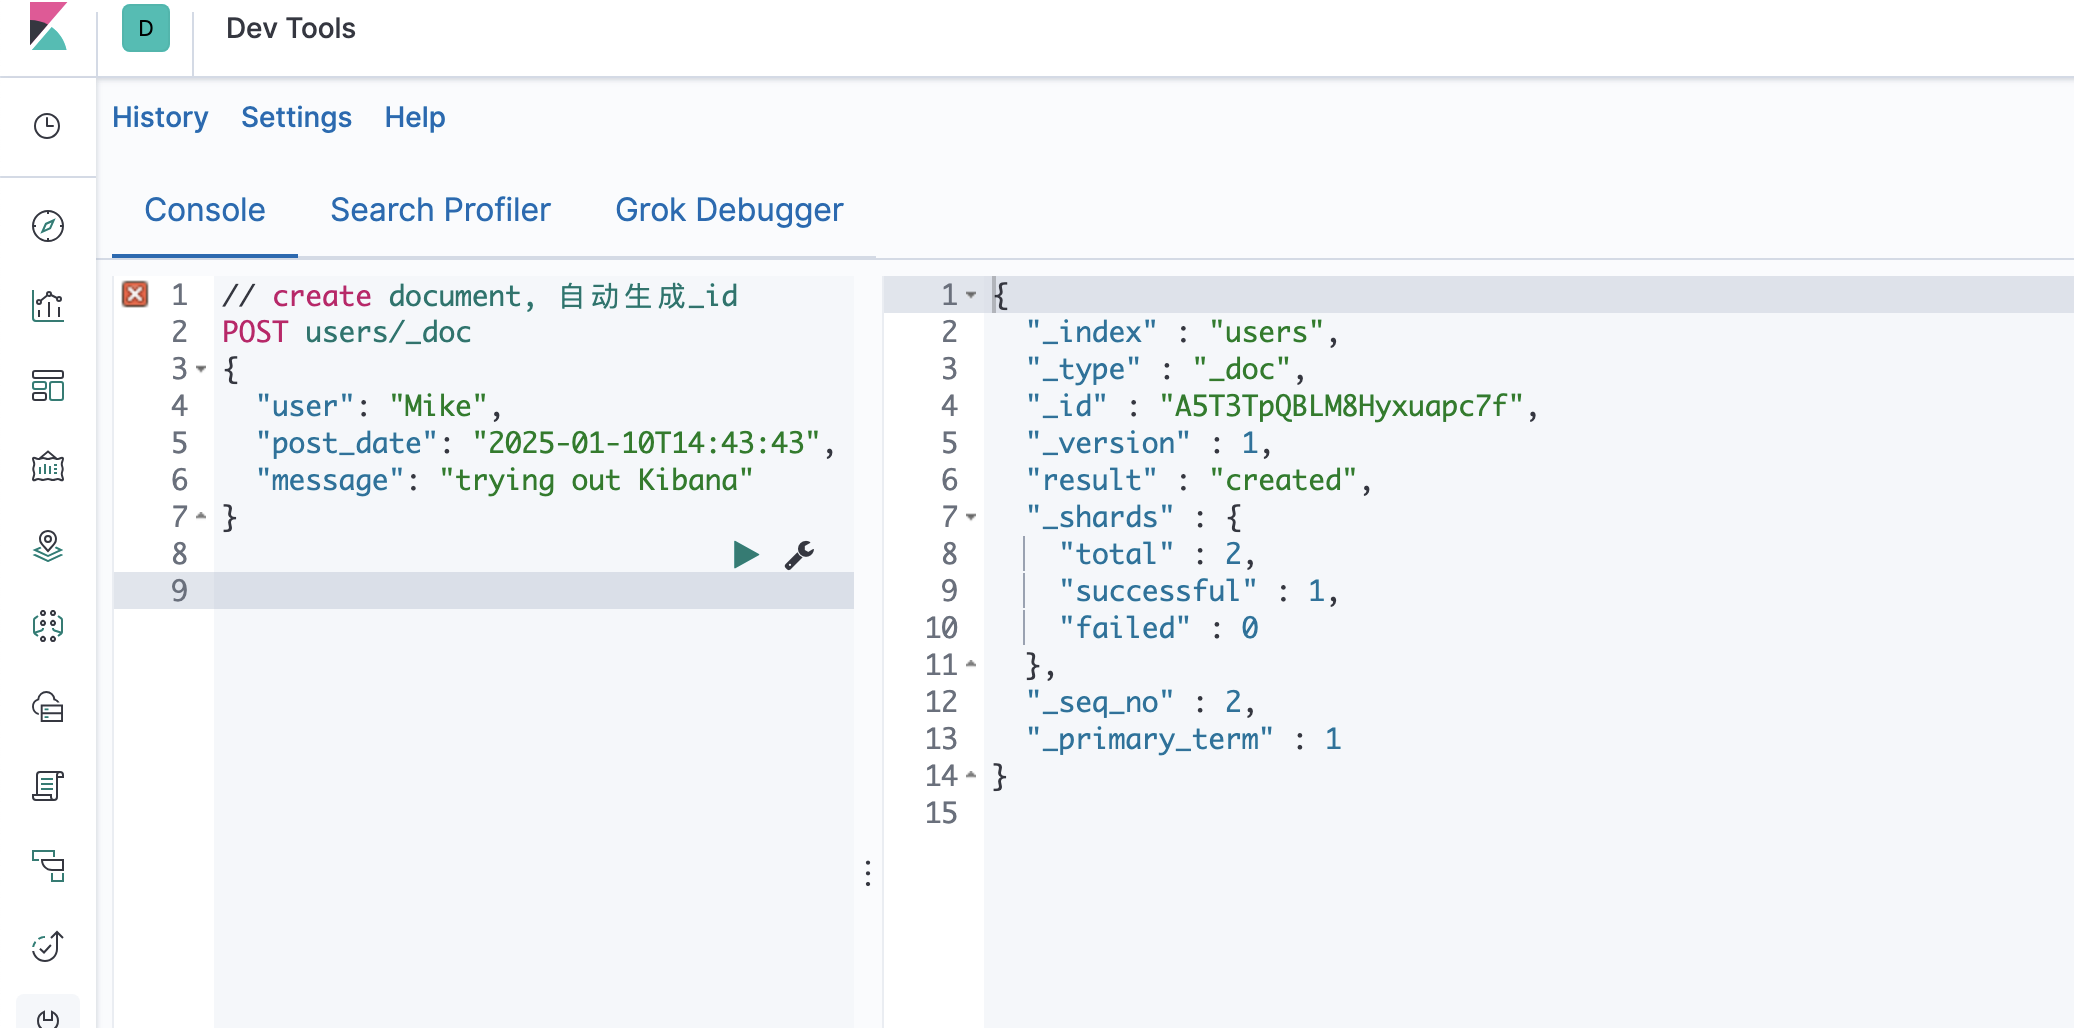 D
Dev Tools
History Settings Help
Console Search Profiler Grok Debugger
1 // create document, 自动生成_id
2 POST users/_doc
3 {
4 "user": "Mike",
5 "post_date": "2025-01-10T14:43:43",
6 "message": "trying out Kibana"
7 }
8
9
1 {
2 "_index" : "users",
3 "_type" : "_doc",
4 "_id" : "A5T3TpQBLM8Hyxuapc7f",
5 "_version" : 1,
6 "result" : "created",
7 "_shards" : {
8 "total" : 2,
9 "successful" : 1,
10 "failed" : 0
11 },
12 "_seq_no" : 2,
13 "_primary_term" : 1
14 }
15